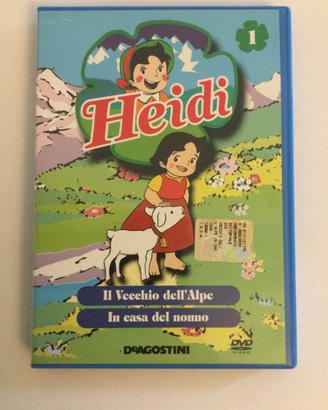 1
Heidi
Il Vecchio dell'Alpe
In casa del nonno
DeAGOSTINI
DVD
VIDEO